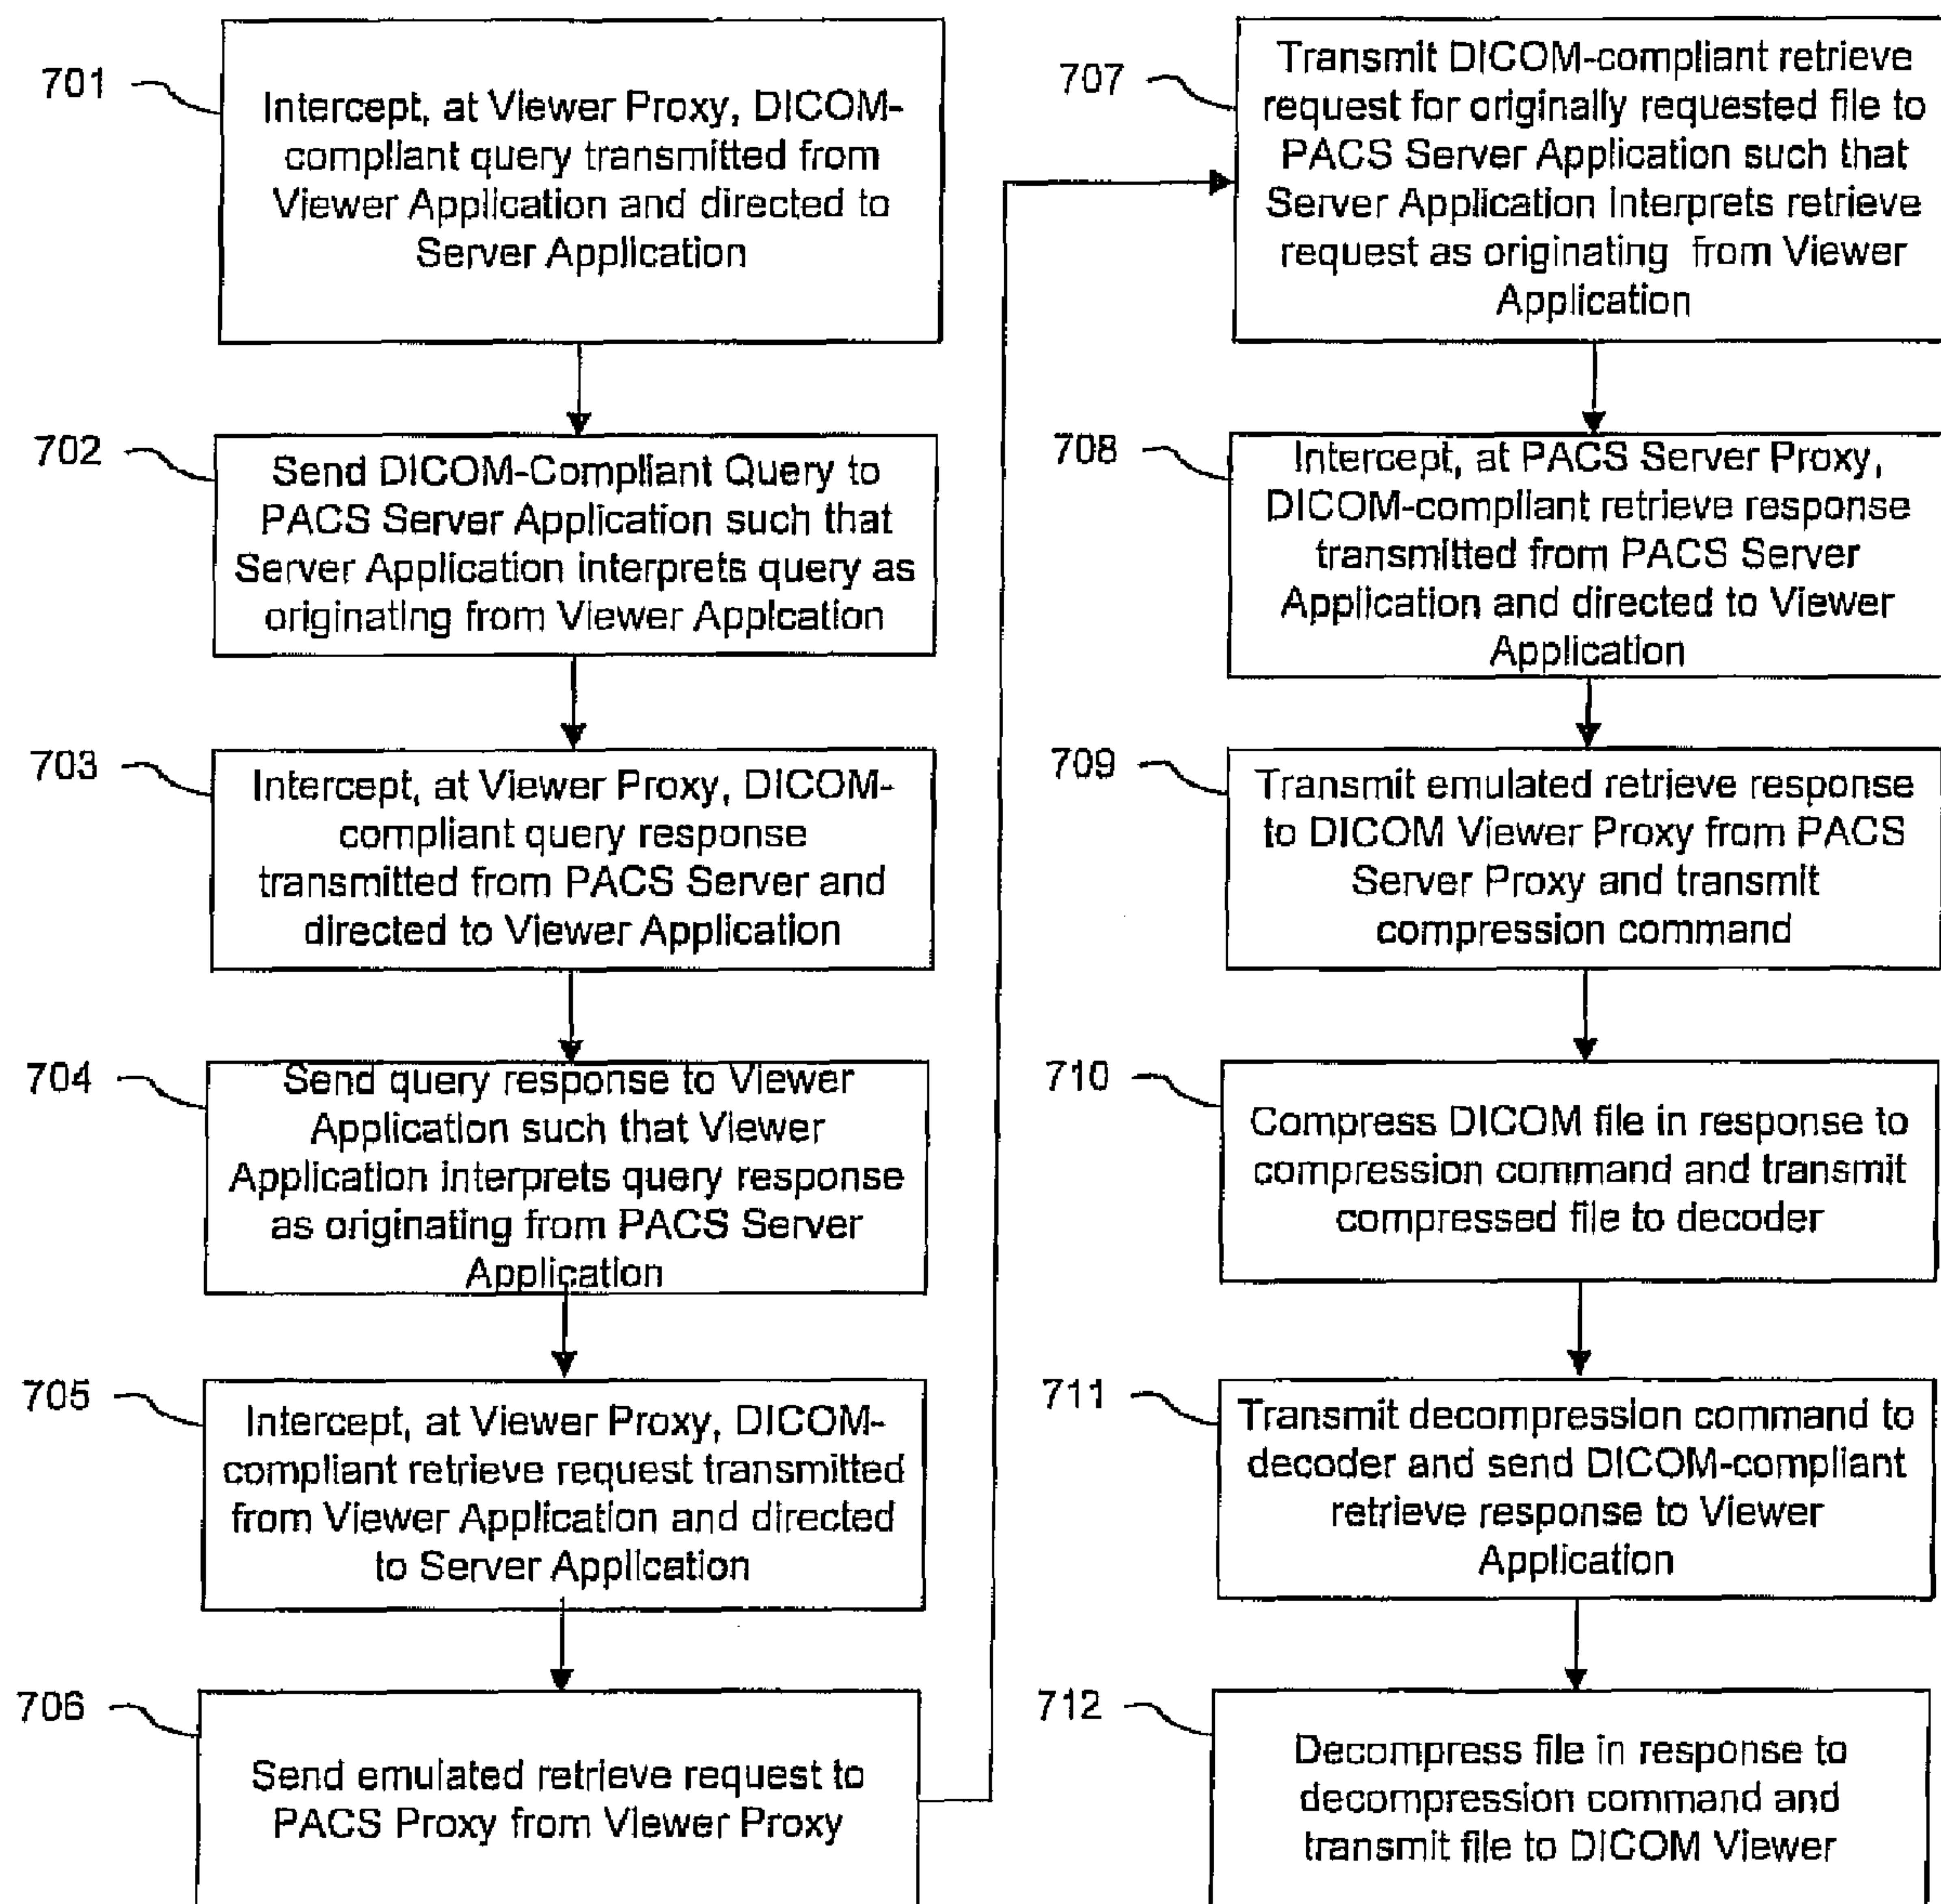 701
Intercept, at Viewer Proxy, DICOM-
compliant query transmitted from
Viewer Application and directed to
Server Application
702
Send DICOM-Compliant Query to
PACS Server Application such that
Server Application interprets query as
originating from Viewer Applcation
703
Intercept, at Viewer Proxy, DICOM-
compliant query response
transmitted from PACS Server and
directed to Viewer Application
704
Send query response to Viewer
Application such that Viewer
Application interprets query response
as originating from PACS Server
Application
705
Intercept, at Viewer Proxy, DICOM-
compliant retrieve request transmitted
from Viewer Application and directed
to Server Application
706
Send emulated retrieve request to
PACS Proxy from Viewer Proxy
707
Transmit DICOM-compliant retrieve
request for originally requested file to
PACS Server Application such that
Server Application interprets retrieve
request as originating from Viewer
Application
708
Intercept, at PACS Server Proxy,
DICOM-compliant retrieve response
transmitted from PACS Server
Application and directed to Viewer
Application
709
Transmit emulated retrieve response
to DICOM Viewer Proxy from PACS
Server Proxy and transmit
compression command
710
Compress DICOM file in response to
compression command and transmit
compressed file to decoder
711
Transmit decompression command to
decoder and send DICOM-compliant
retrieve response to Viewer
Application
712
Decompress file in response to
decompression command and
transmit file to DICOM Viewer